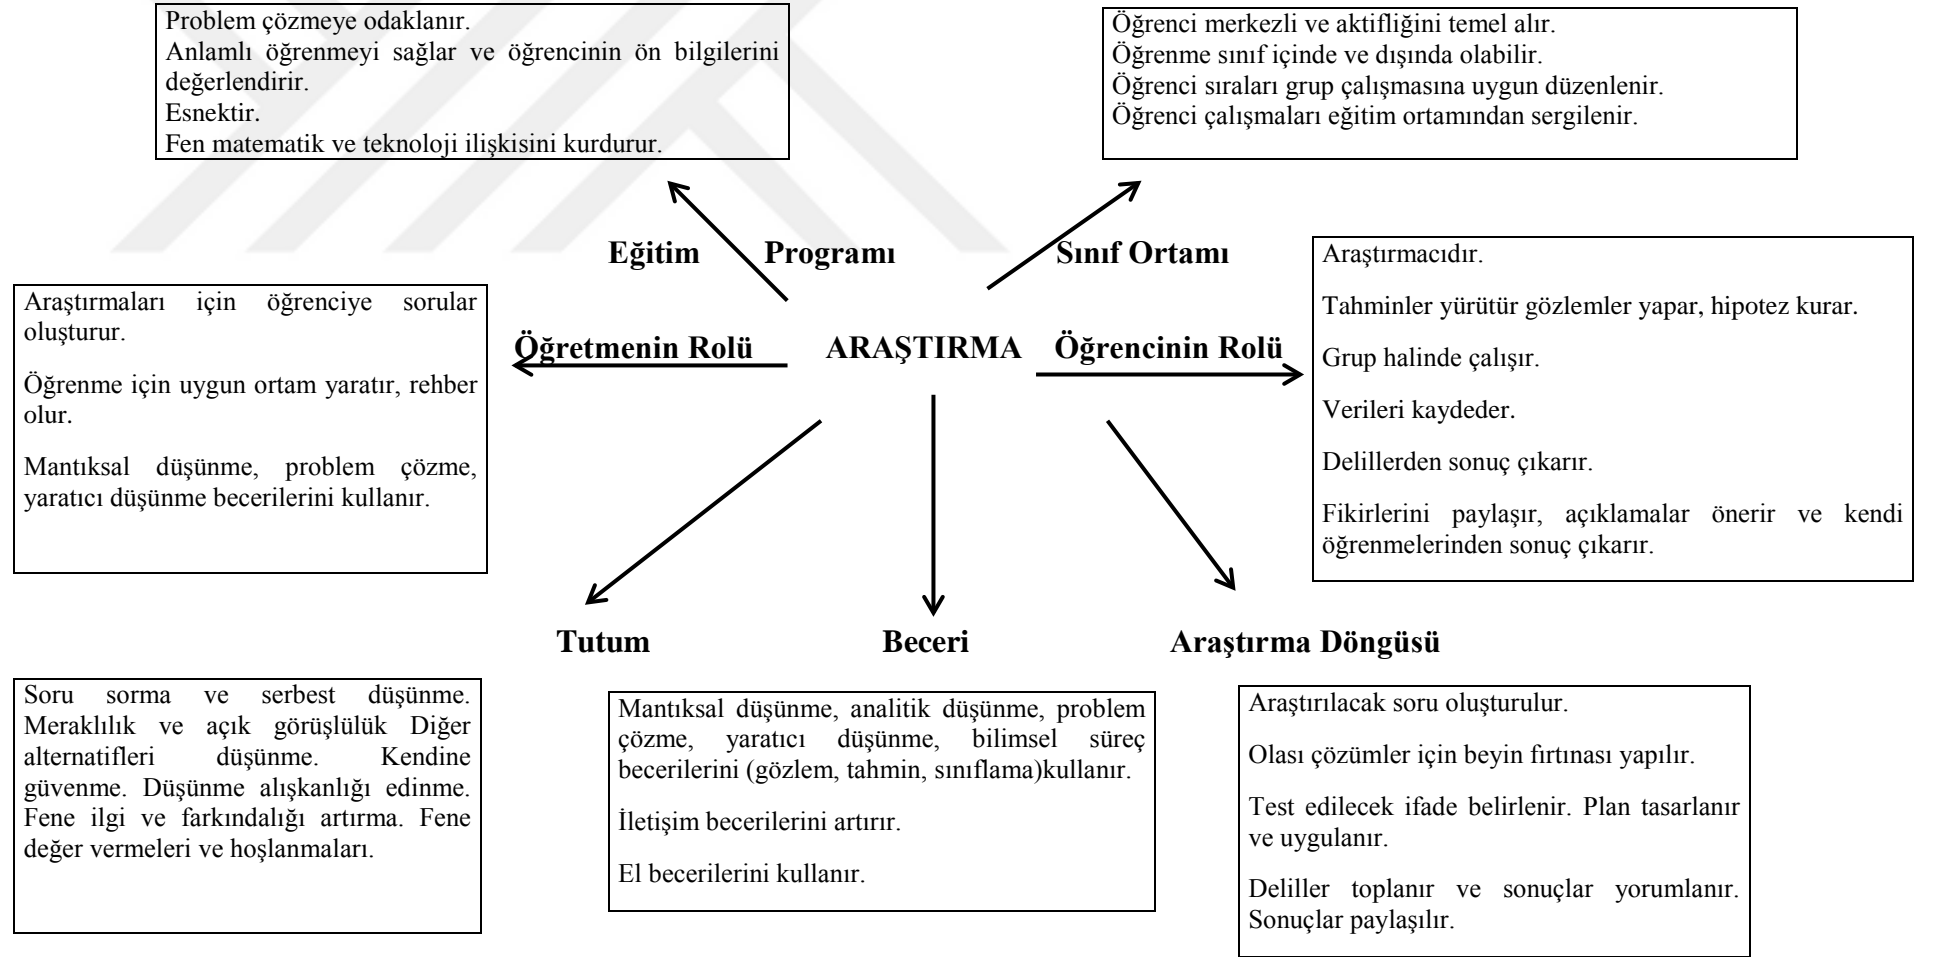 Problem çözmeye odaklanır.
Anlamlı öğrenmeyi sağlar ve öğrencinin ön bilgilerini
değerlendirir.
Esnektir.
Fen matematik ve teknoloji ilişkisini kurdurur.
Öğrenci merkezli ve aktifliğini temel alır.
Öğrenme sınıf içinde ve dışında olabilir.
Öğrenci sıraları grup çalışmasına uygun düzenlenir.
Öğrenci çalışmaları eğitim ortamından sergilenir.
Eğitim Programı
Sınıf Ortamı
Araştırmaları için öğrenciye sorular
oluşturur.
Öğrenme için uygun ortam yaratır, rehber
olur.
Mantıksal düşünme, problem çözme,
yaratıcı düşünme becerilerini kullanır.
Öğretmenin Rolü
ARAŞTIRMA
Öğrencinin Rolü
Araştırmacıdır.
Tahminler yürütür gözlemler yapar, hipotez kurar.
Grup halinde çalışır.
Verileri kaydeder.
Delillerden sonuç çıkarır.
Fikirlerini paylaşır, açıklamalar önerir ve kendi
öğrenmelerinden sonuç çıkarır.
Tutum
Beceri
Araştırma Döngüsü
Soru sorma ve serbest düşünme.
Meraklılık ve açık görüşlülük Diğer
alternatifleri düşünme. Kendine
güvenme. Düşünme alışkanlığı edinme.
Fene ilgi ve farkındalığı artırma. Fene
değer vermeleri ve hoşlanmaları.
Mantıksal düşünme, analitik düşünme, problem
çözme, yaratıcı düşünme, bilimsel süreç
becerilerini (gözlem, tahmin, sınıflama)kullanır.
İletişim becerilerini artırır.
El becerilerini kullanır.
Araştırılacak soru oluşturulur.
Olası çözümler için beyin fırtınası yapılır.
Test edilecek ifade belirlenir. Plan tasarlanır
ve uygulanır.
Deliller toplanır ve sonuçlar yorumlanır.
Sonuçlar paylaşılır.